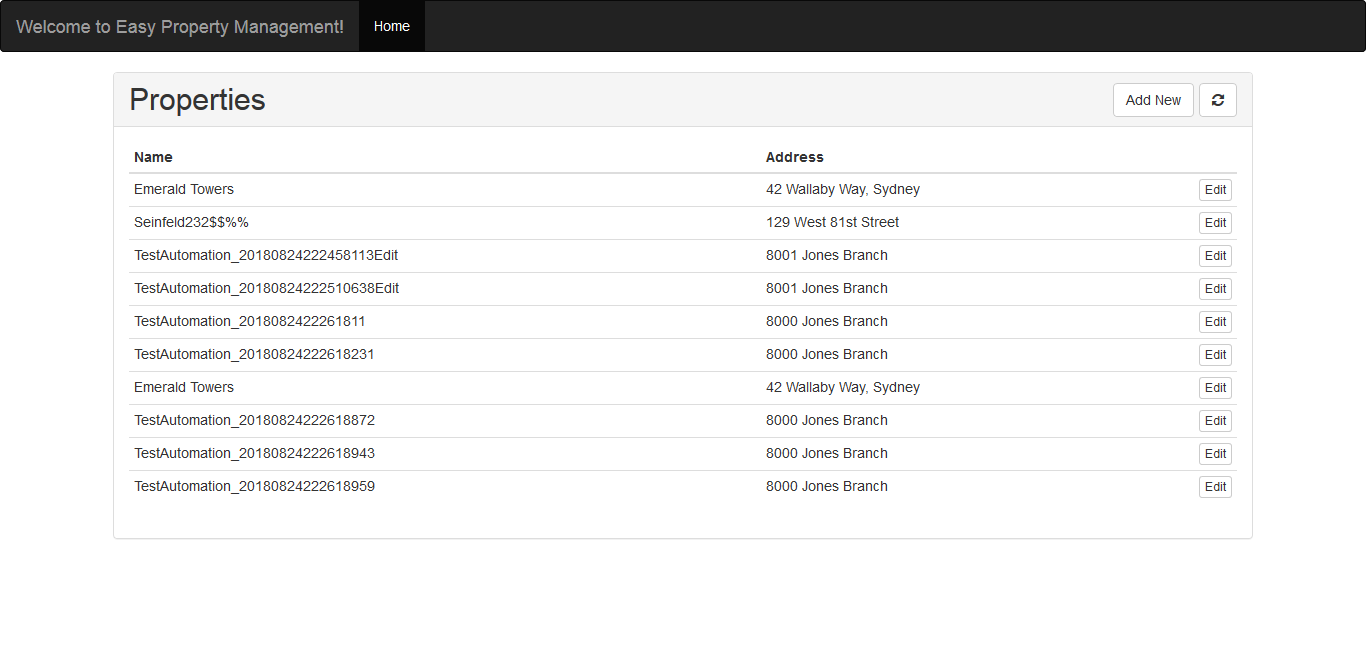 Welcome to Easy Property Management! Home
Properties Add New
Name Address
Emerald Towers 42 Wallaby Way, Sydney Edit
Seinfeld232$$%% 129 West 81st Street Edit
TestAutomation_20180824222458113Edit 8001 Jones Branch Edit
TestAutomation_20180824222510638Edit 8001 Jones Branch Edit
TestAutomation_2018082422261811 8000 Jones Branch Edit
TestAutomation_20180824222618231 8000 Jones Branch Edit
Emerald Towers 42 Wallaby Way, Sydney Edit
TestAutomation_20180824222618872 8000 Jones Branch Edit
TestAutomation_20180824222618943 8000 Jones Branch Edit
TestAutomation_20180824222618959 8000 Jones Branch Edit